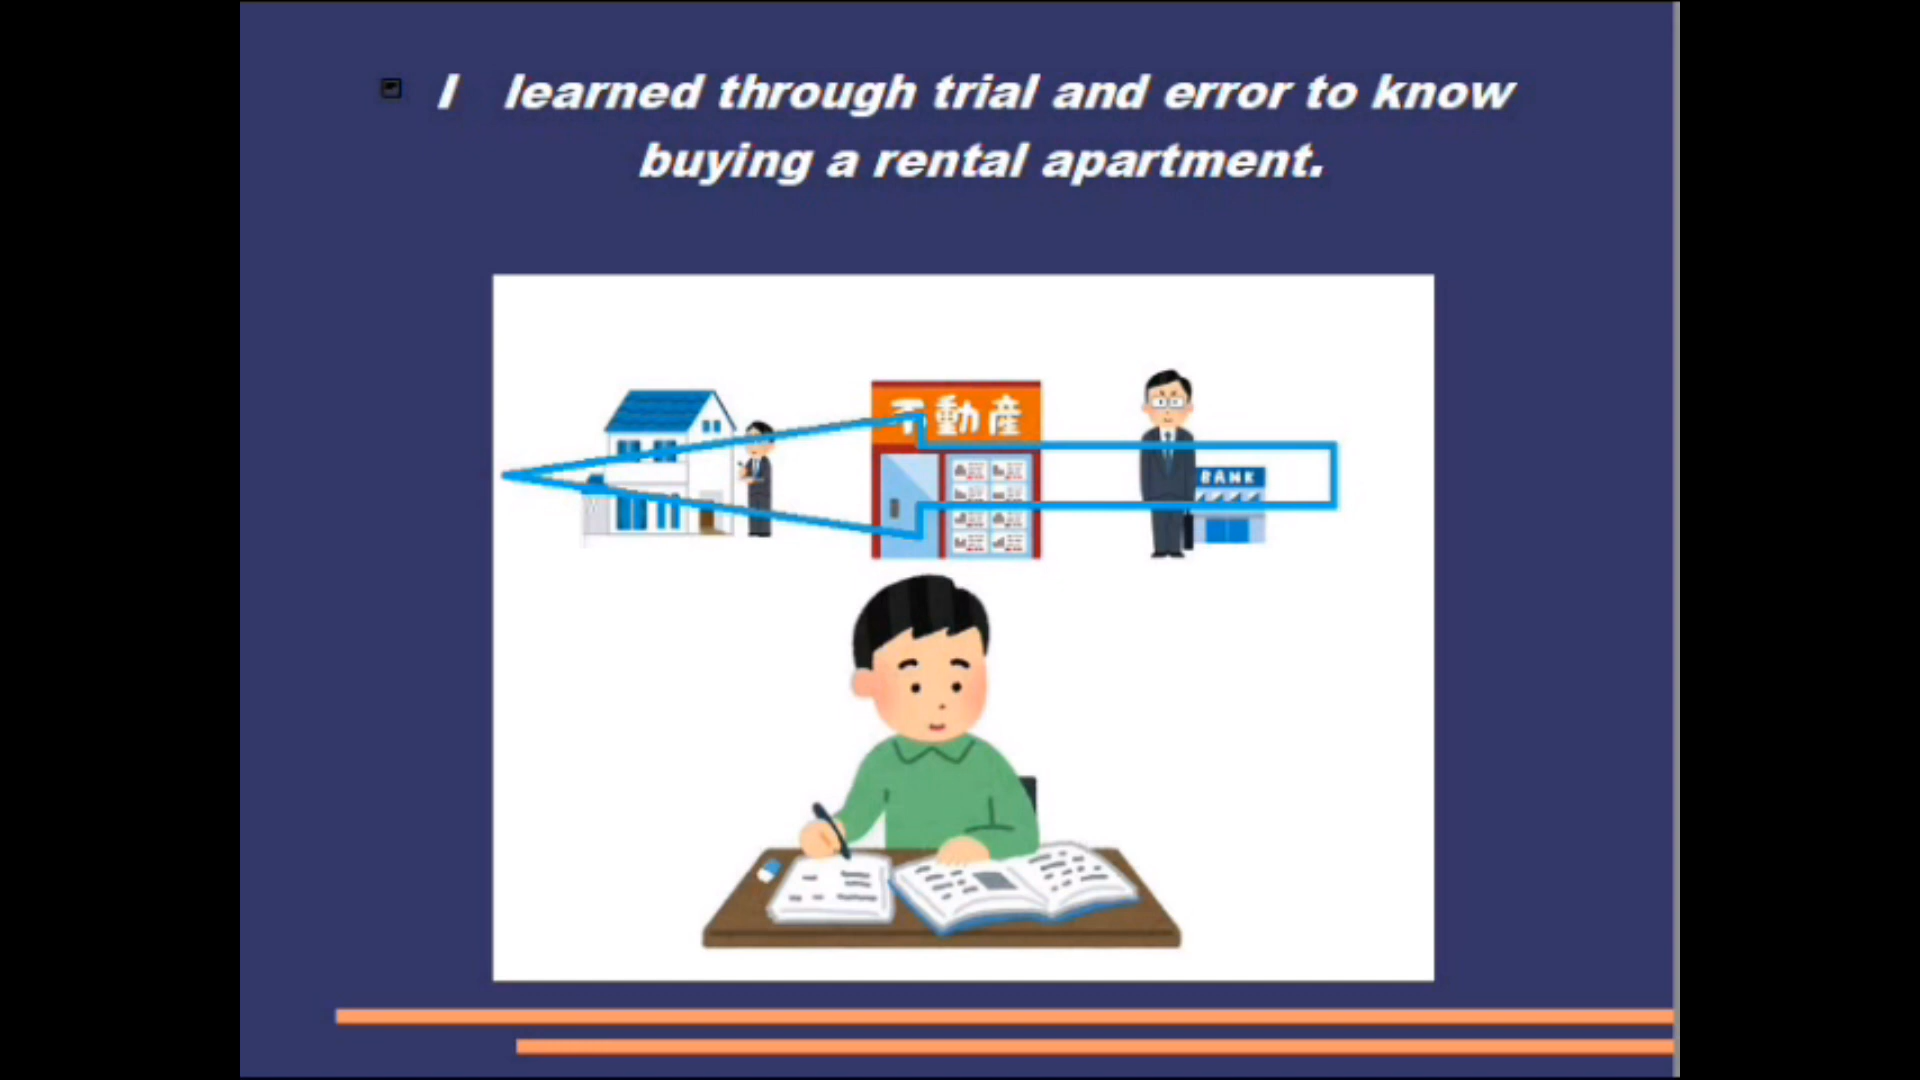 I learned through trial and error to know
buying a rental apartment.
不動産
BANK